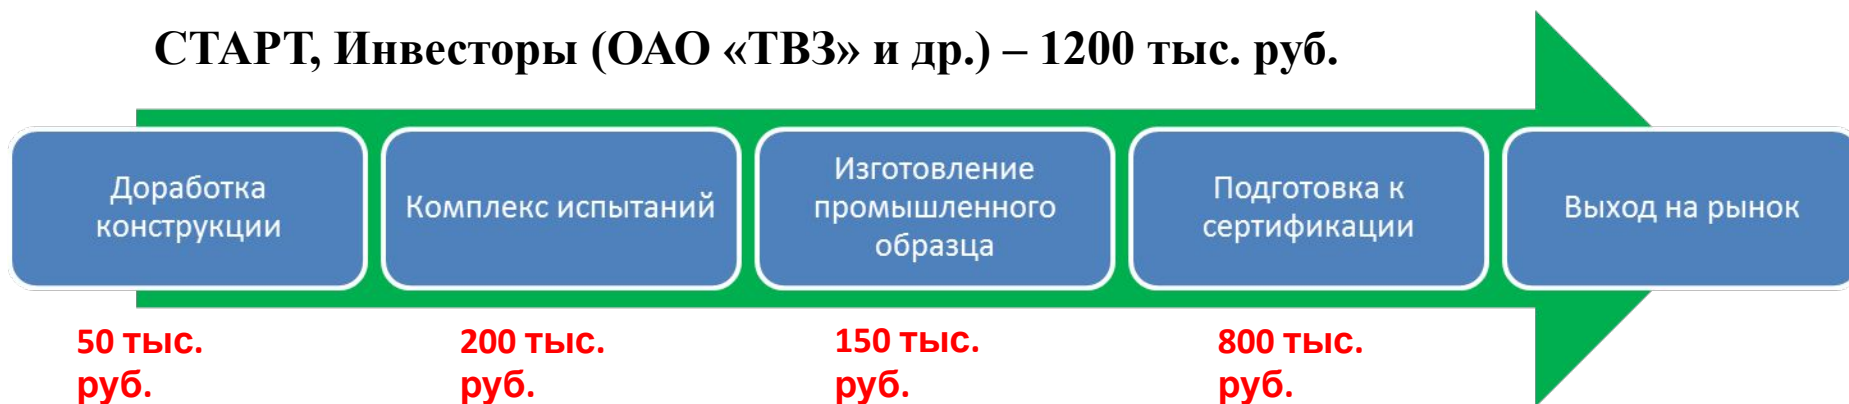 СТАРТ, Инвесторы (ОАО «ТВЗ» и др.) – 1200 тыс. руб.
Доработка
конструкции
Комплекс испытаний
Изготовление
промышленного
образца
Подготовка к
сертификации
Выход на рынок
50 тыс.
руб.
200 тыс.
руб.
150 тыс.
руб.
800 тыс.
руб.